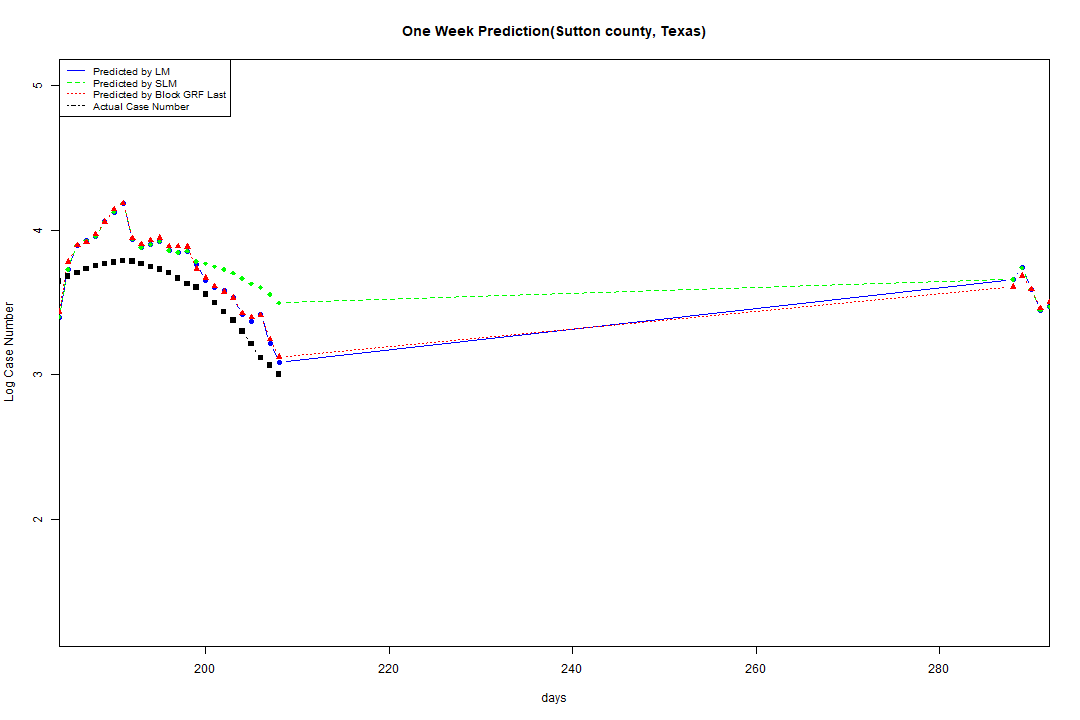 One Week Prediction(Sutton county, Texas)
Predicted by LM
Predicted by SLM
Predicted by Block GRF Last
Actual Case Number
5
4
3
2
Log Case Number
200
220
240
260
280
days